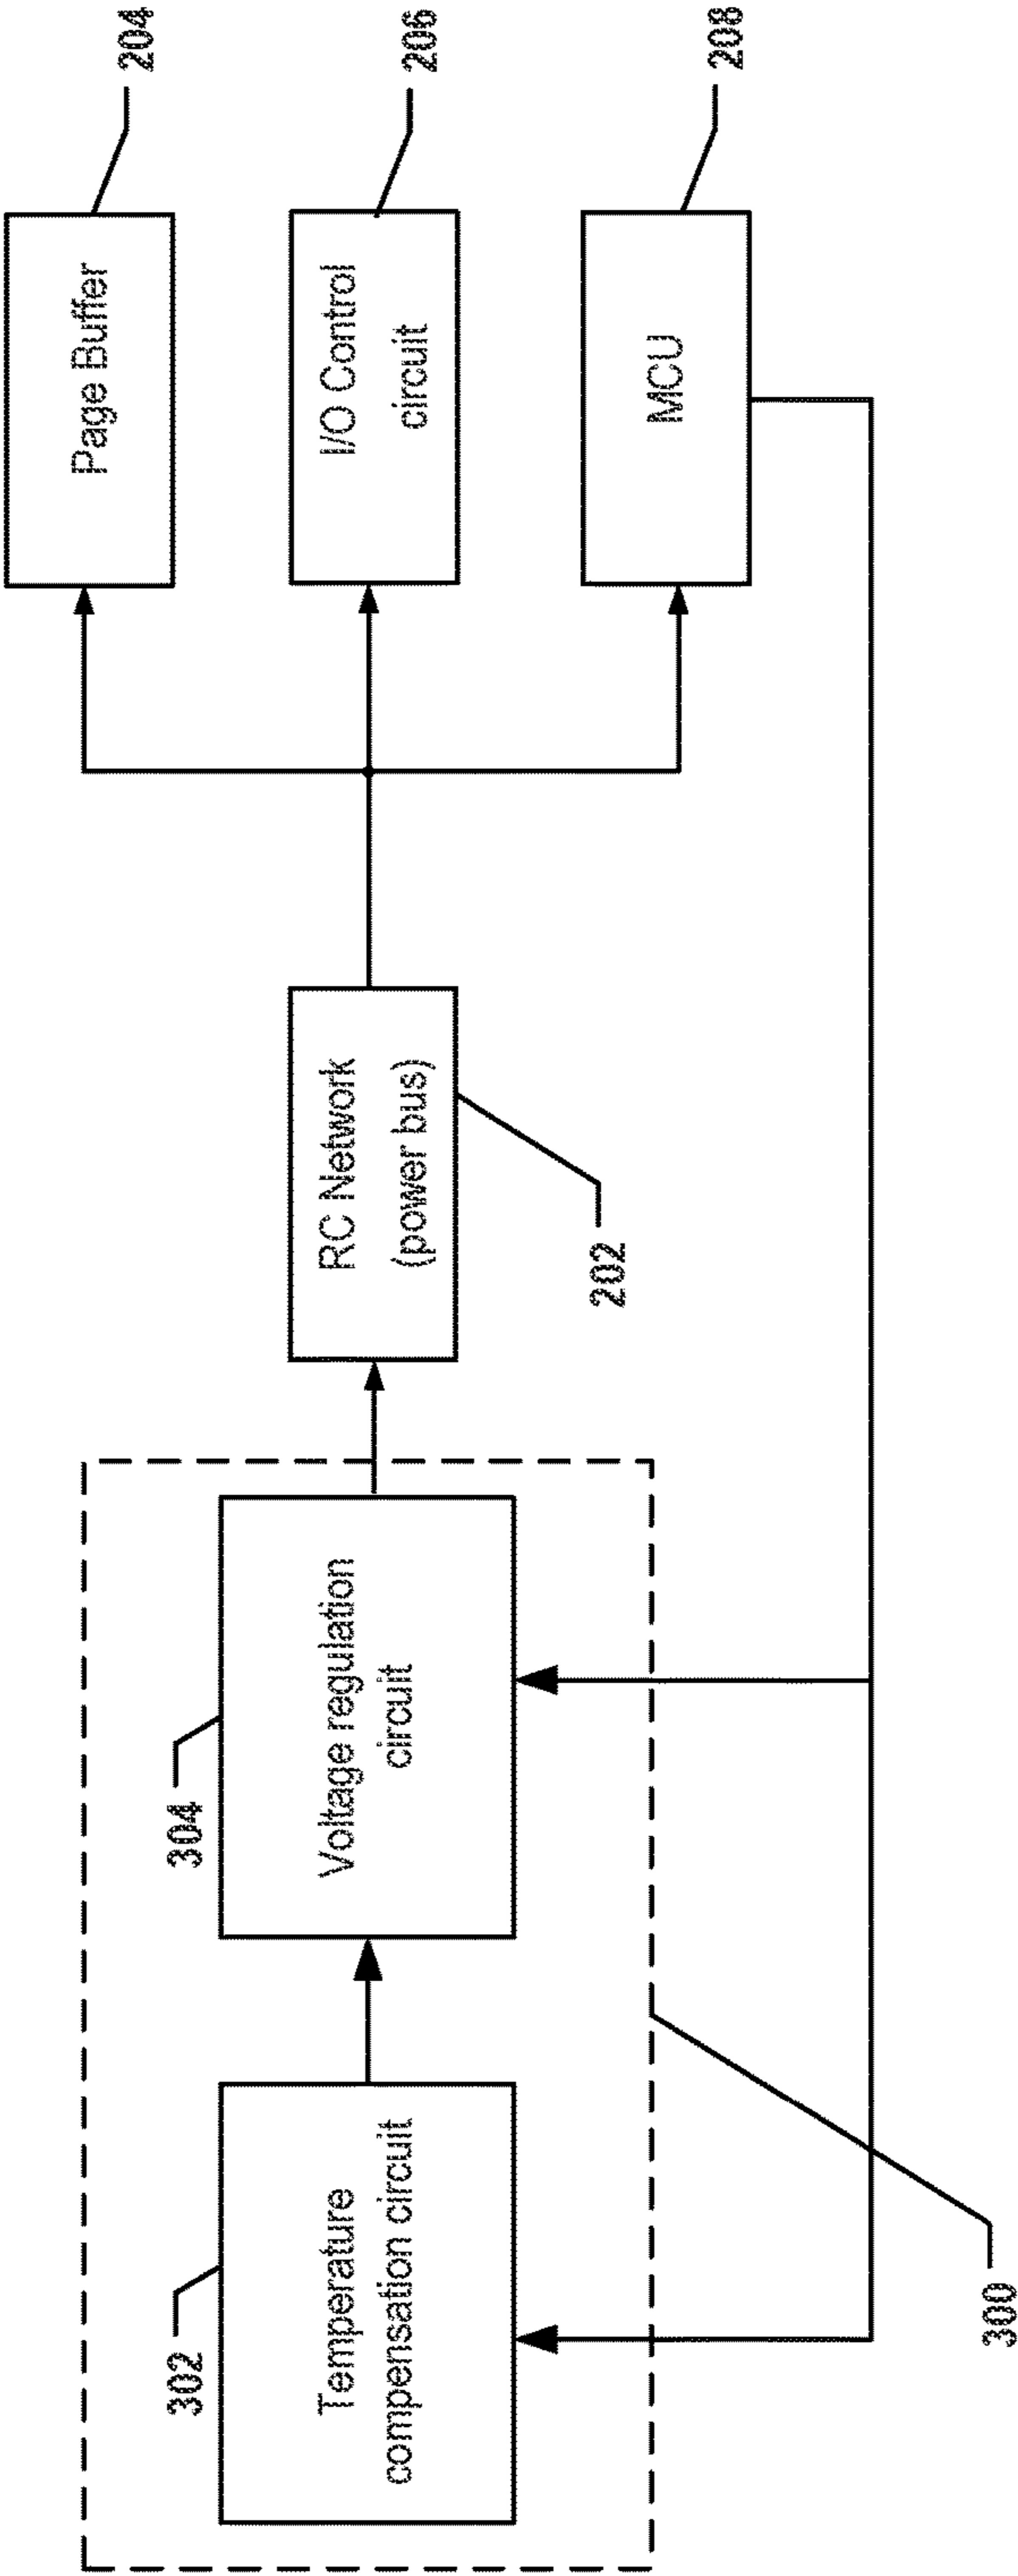 302
Temperature
compensation circuit
304
Voltage regulation
circuit
300
RC Network
(power bus)
202
Page Buffer
204
I/O Control
circuit
206
MCU
208